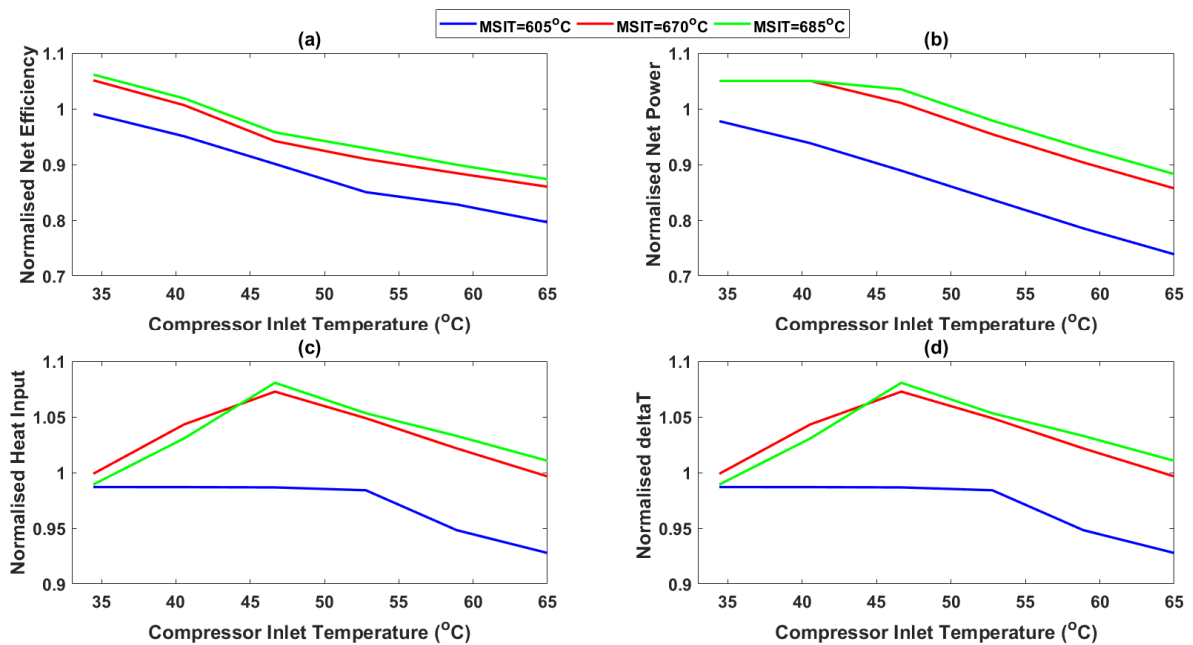 MSIT=605°C MSIT=670°C MSIT=685°C
(a)
Normalised Net Efficiency
1.1
1
0.9
0.8
0.7
35 40 45 50 55 60 65
Compressor Inlet Temperature (°C)
(b)
Normalised Net Power
1.1
1
0.9
0.8
0.7
35 40 45 50 55 60 65
Compressor Inlet Temperature (°C)
(c)
Normalised Heat Input
1.1
1.05
1
0.95
0.9
35 40 45 50 55 60 65
Compressor Inlet Temperature (°C)
(d)
Normalised deltaT
1.1
1.05
1
0.95
0.9
35 40 45 50 55 60 65
Compressor Inlet Temperature (°C)